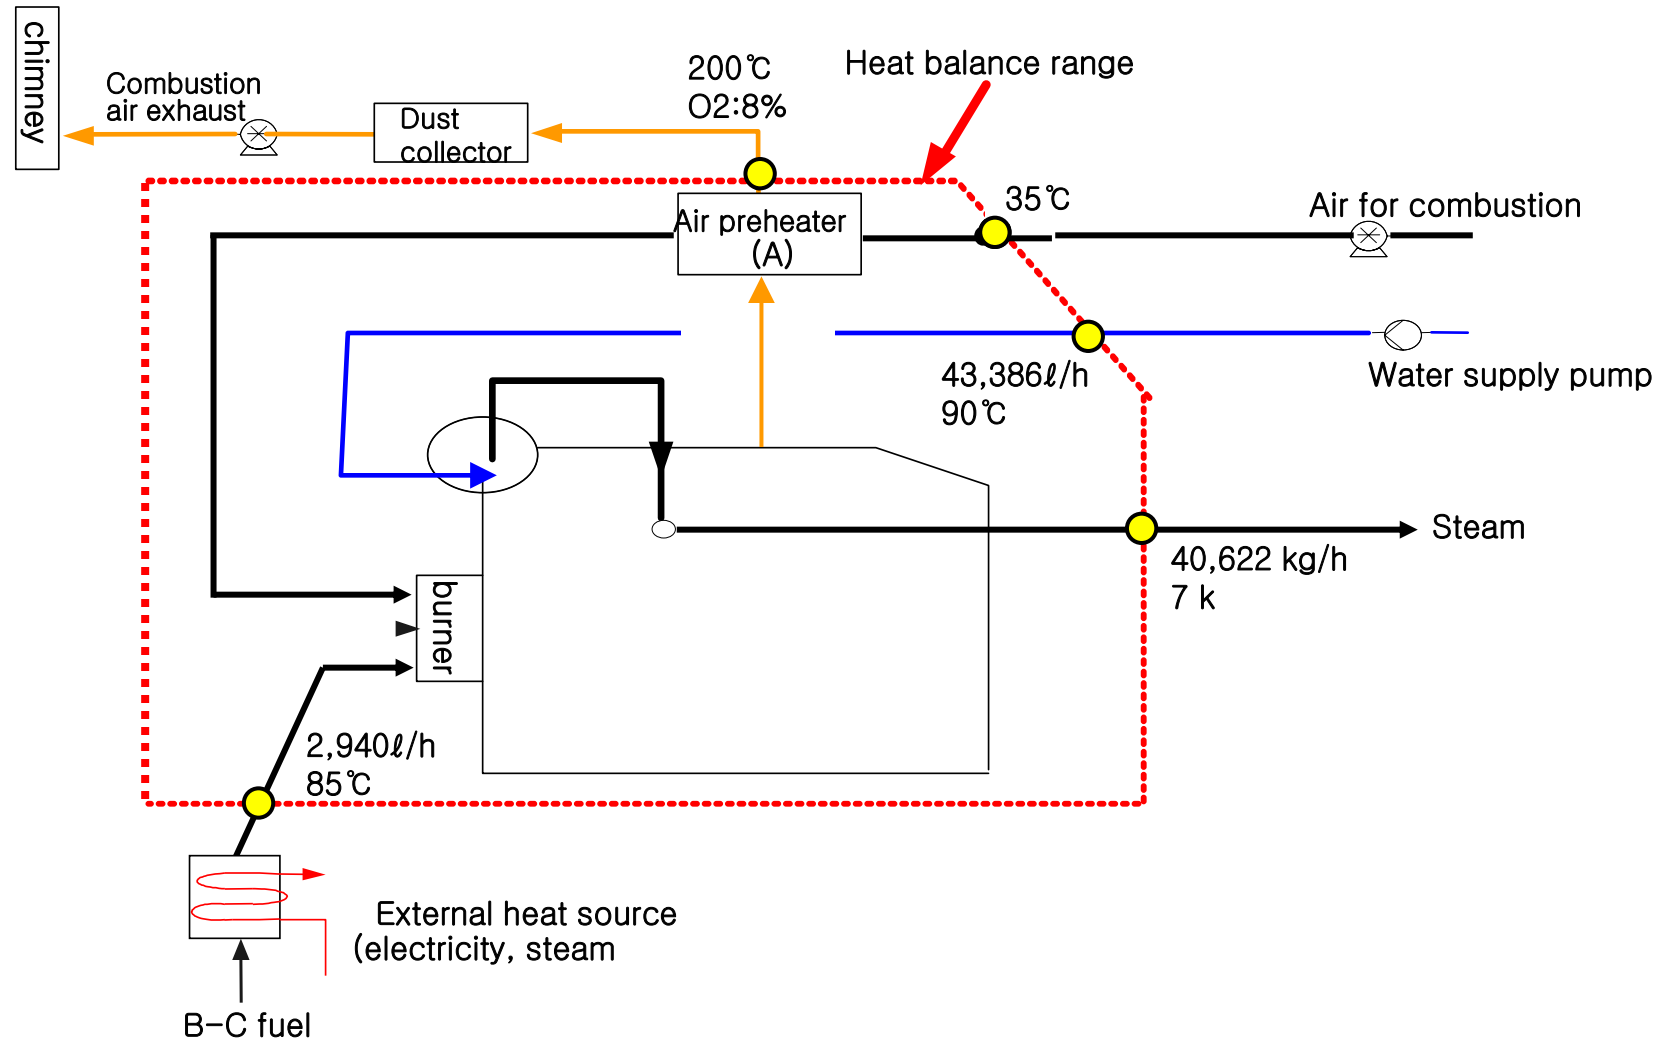 chimney
Combustion
air exhaust
Dust
collector
200℃
O2:8%
Heat balance range
35℃
Air for combustion
Air preheater
(A)
43,386ℓ/h
90℃
Water supply pump
Steam
40,622 kg/h
7 k
burner
2,940ℓ/h
85℃
External heat source
(electricity, steam
B-C fuel